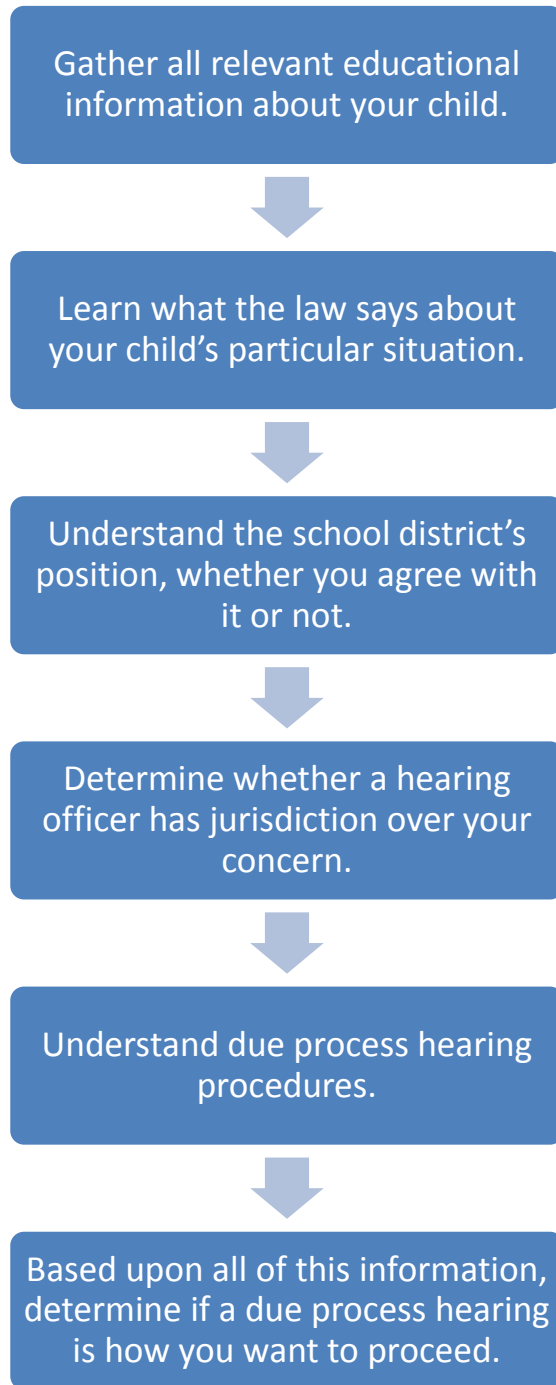 Gather all relevant educational
information about your child.
Learn what the law says about
your child’s particular situation.
Understand the school district’s
position, whether you agree with
it or not.
Determine whether a hearing
officer has jurisdiction over your
concern.
Understand due process hearing
procedures.
Based upon all of this information,
determine if a due process hearing
is how you want to proceed.